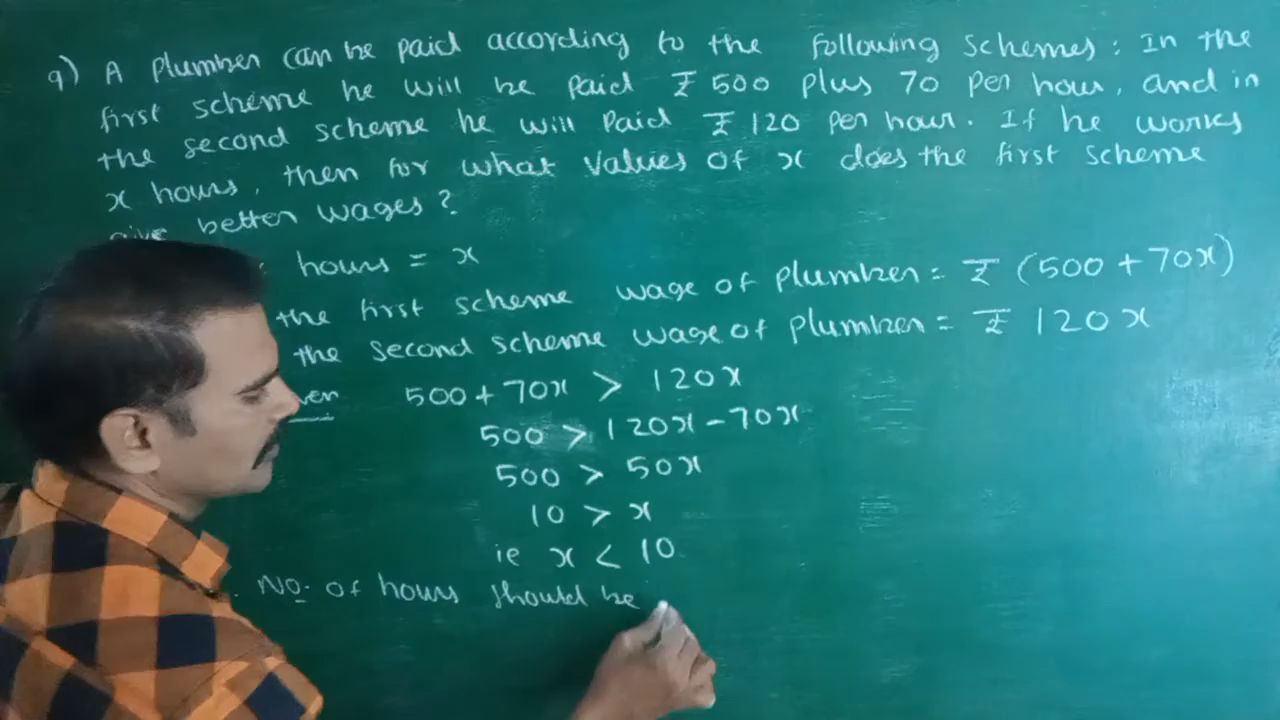 9) A Plumber can be paid according to the following schemes: In the
first scheme he will be paid ₹ 500 plus 70 per hour, and in
the second scheme he will Paid ₹ 120 per hour. If he works
x hours, then for what values of x does the first scheme
give better wages?
hours = x
the first scheme wage of plumber = ₹ (500 + 70x)
the second scheme wage of plumber = ₹ 120x
500 + 70x > 120x
500 > 120x - 70x
500 > 50x
10 > x
ie x < 10
No. of hours should be